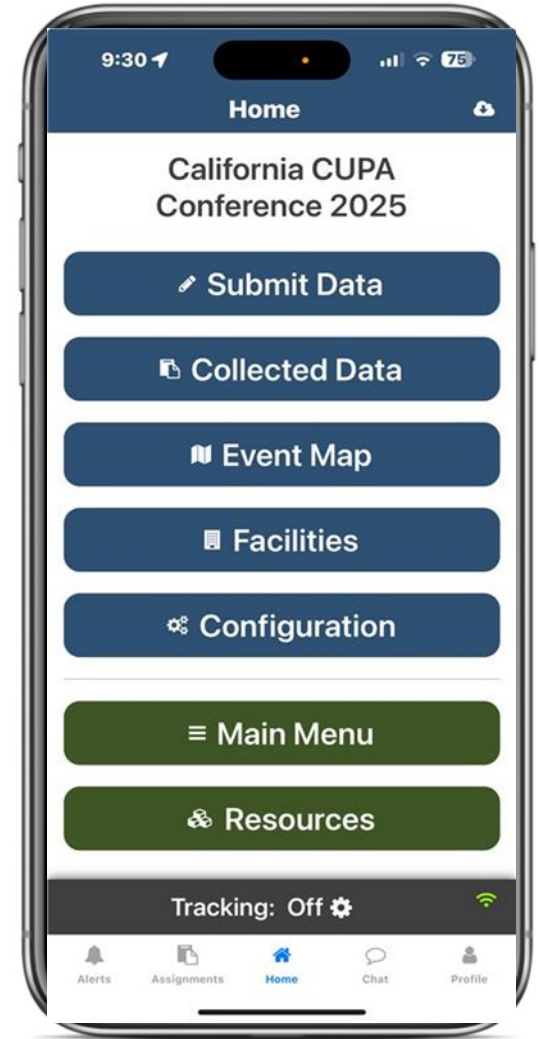 9:30
75
Home
California CUPA
Conference 2025
Submit Data
Collected Data
Event Map
Facilities
Configuration
Main Menu
Resources
Tracking: Off
Alerts
Assignments
Home
Chat
Profile